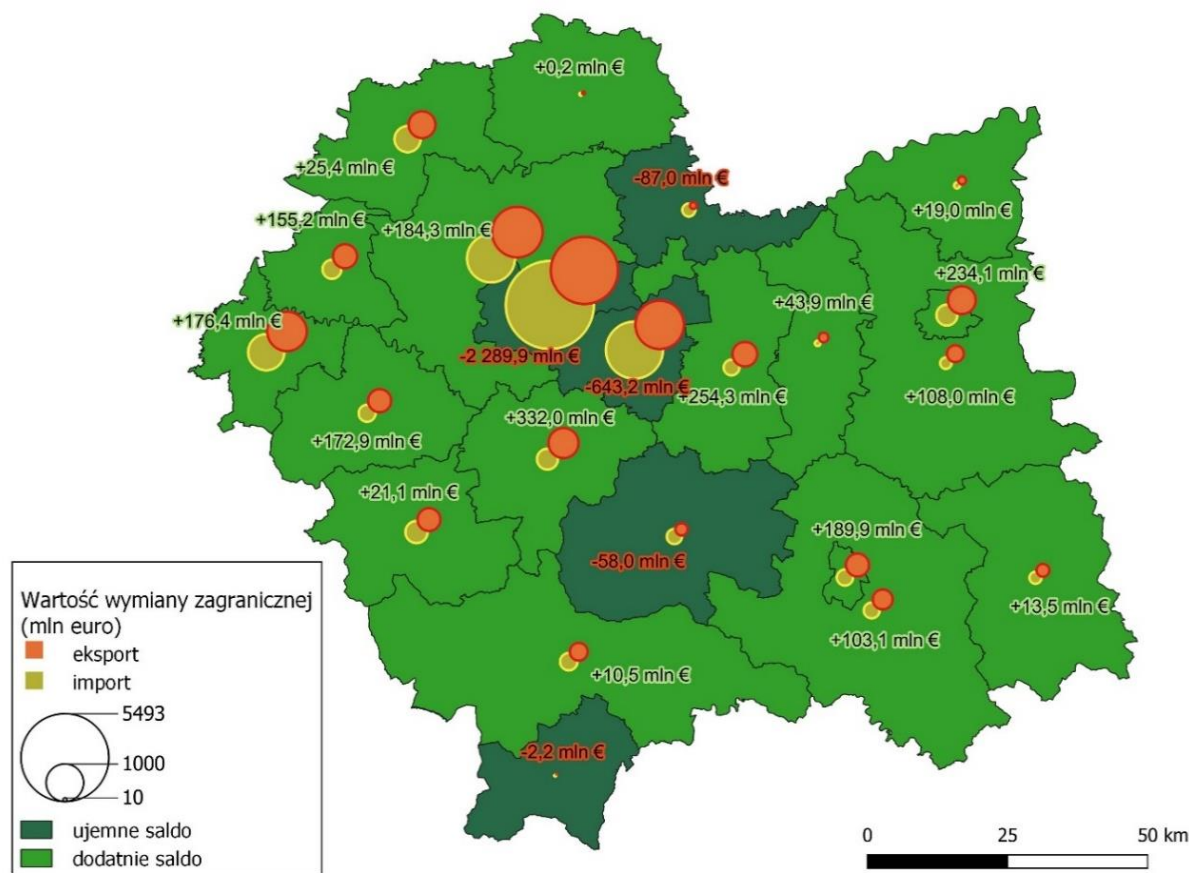 +0,2 mln €
+25,4 mln €
-87,0 mln €
+19,0 mln €
+155,2 mln €
+184,3 mln €
+234,1 mln €
+176,4 mln €
+43,9 mln €
-2 289,9 mln €
-643,2 mln €
+254,3 mln €
+108,0 mln €
+332,0 mln €
+172,9 mln €
+21,1 mln €
+189,9 mln €
-58,0 mln €
+13,5 mln €
+103,1 mln €
+10,5 mln €
-2,2 mln €
Wartość wymiany zagranicznej
(mln euro)
eksport
import
5493
1000
10
ujemne saldo
dodatnie saldo
0 25 50 km